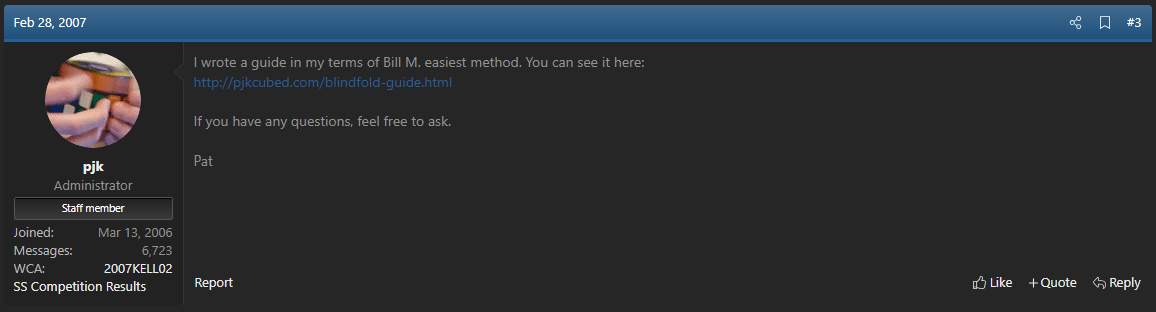 Feb 28, 2007
#3
pjk
Administrator
Staff member
Joined: Mar 13, 2006
Messages: 6,723
WCA: 2007KELL02
SS Competition Results
I wrote a guide in my terms of Bill M. easiest method. You can see it here:
http://pjkcubed.com/blindfold-guide.html
If you have any questions, feel free to ask.
Pat
Report
Like
+ Quote
Reply